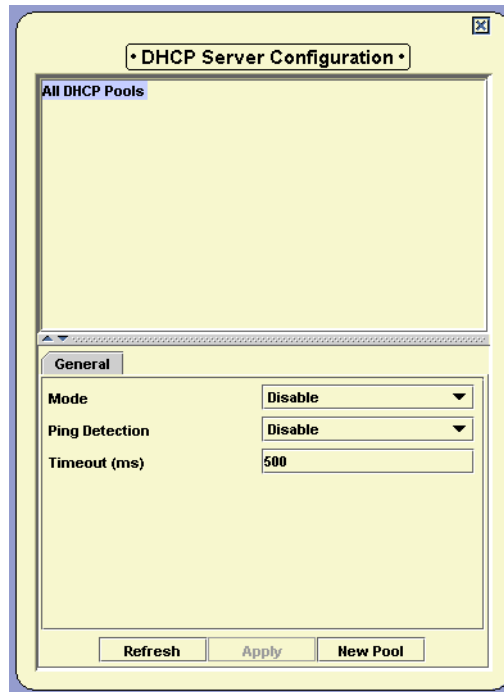 • DHCP Server Configuration •
All DHCP Pools
General
Mode Disable
Ping Detection Disable
Timeout (ms) 500
Refresh Apply New Pool